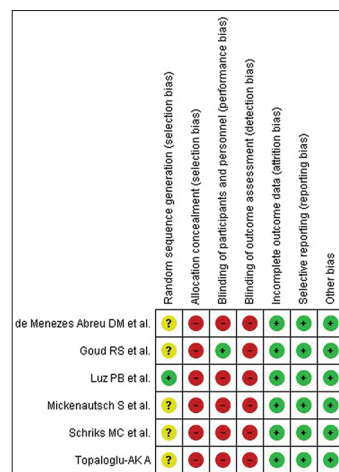 Random sequence generation (selection bias)
Allocation concealment (selection bias)
Blinding of participants and personnel (performance bias)
Blinding of outcome assessment (detection bias)
Incomplete outcome data (attrition bias)
Selective reporting (reporting bias)
Other bias
de Menezes Abreu DM et al. ? - - - + + +
Goud RS et al. ? - + - + + +
Luz PB et al. + - - - + + +
Mickenautsch S et al. ? - - - + + +
Schriks MC et al. ? - - - + + +
Topaloglu-AK A ? - - - + + +